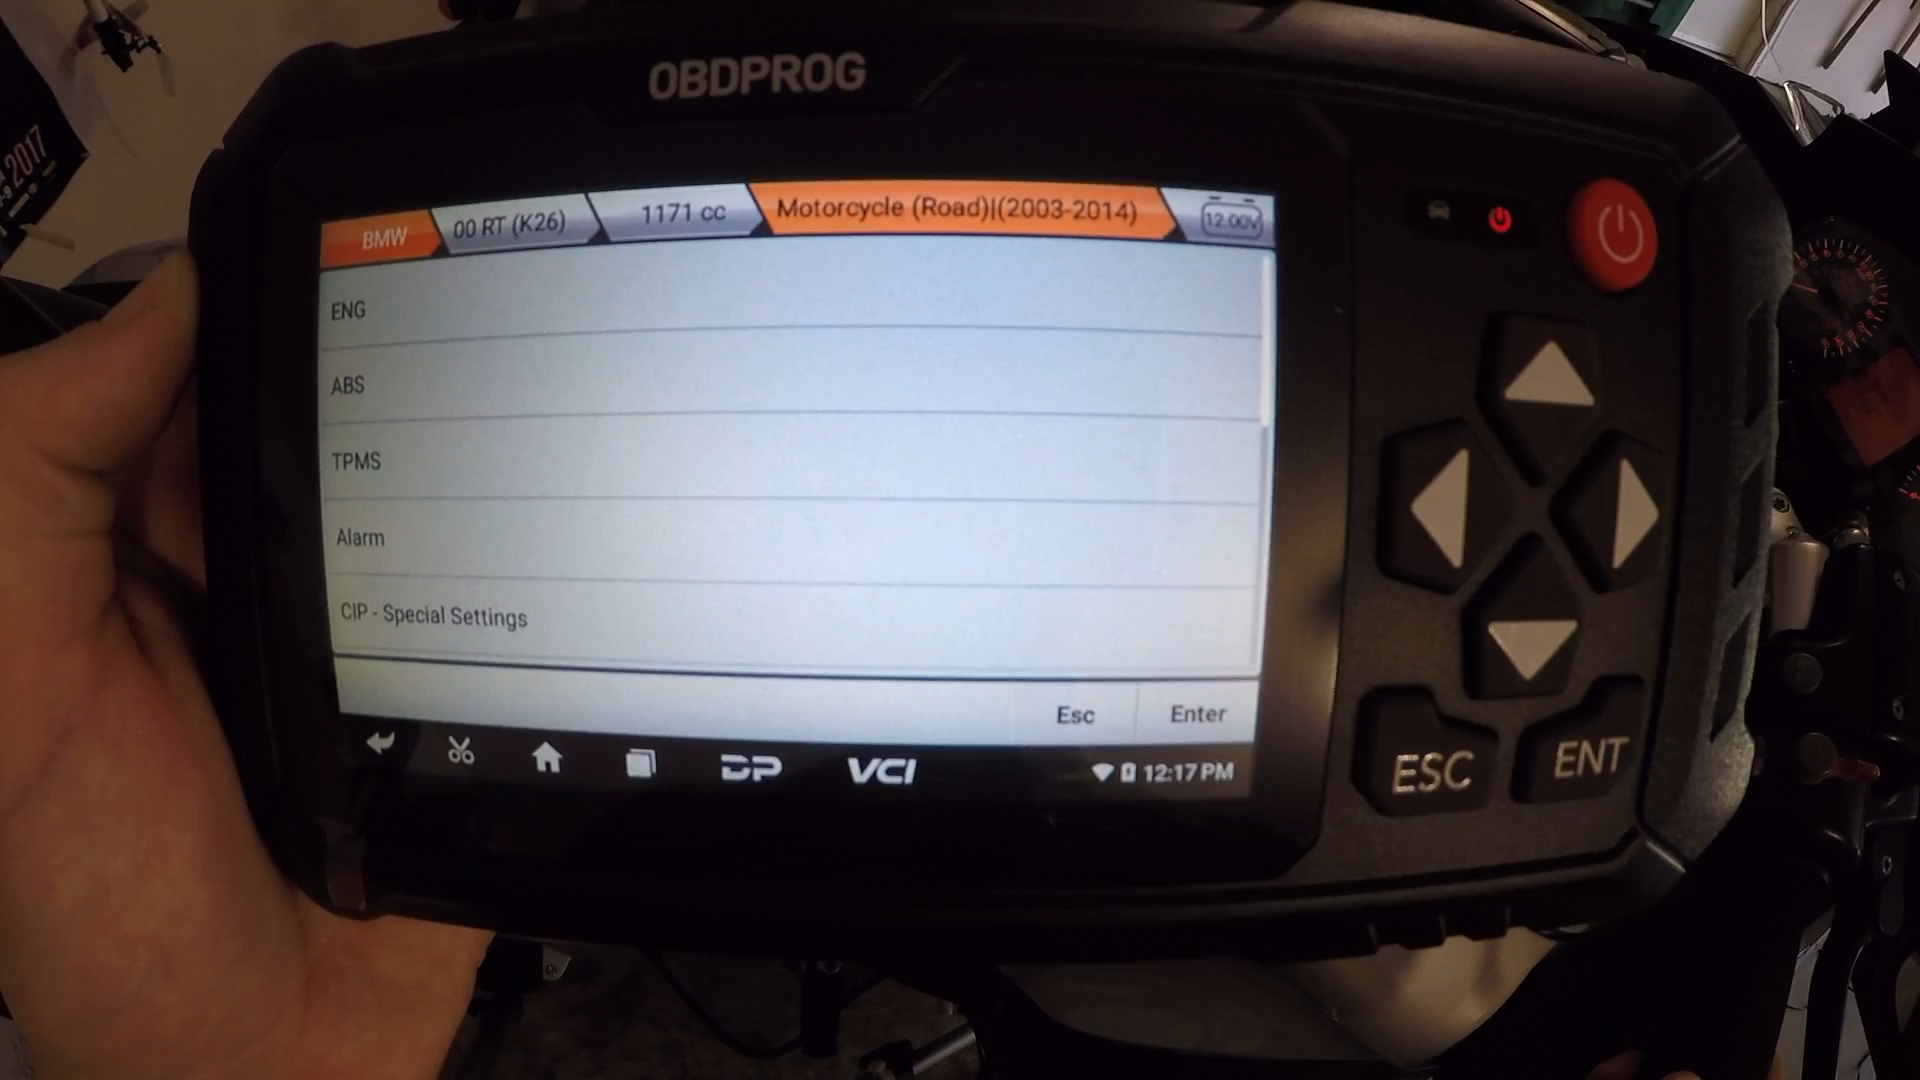 OBDPROG
BMW
00 RT (K26)
1171 cc
Motorcycle (Road)|(2003-2014)
12.00V
ENG
ABS
TPMS
Alarm
CIP - Special Settings
Esc
Enter
DP
VCI
12:17 PM
ESC
ENT
2017